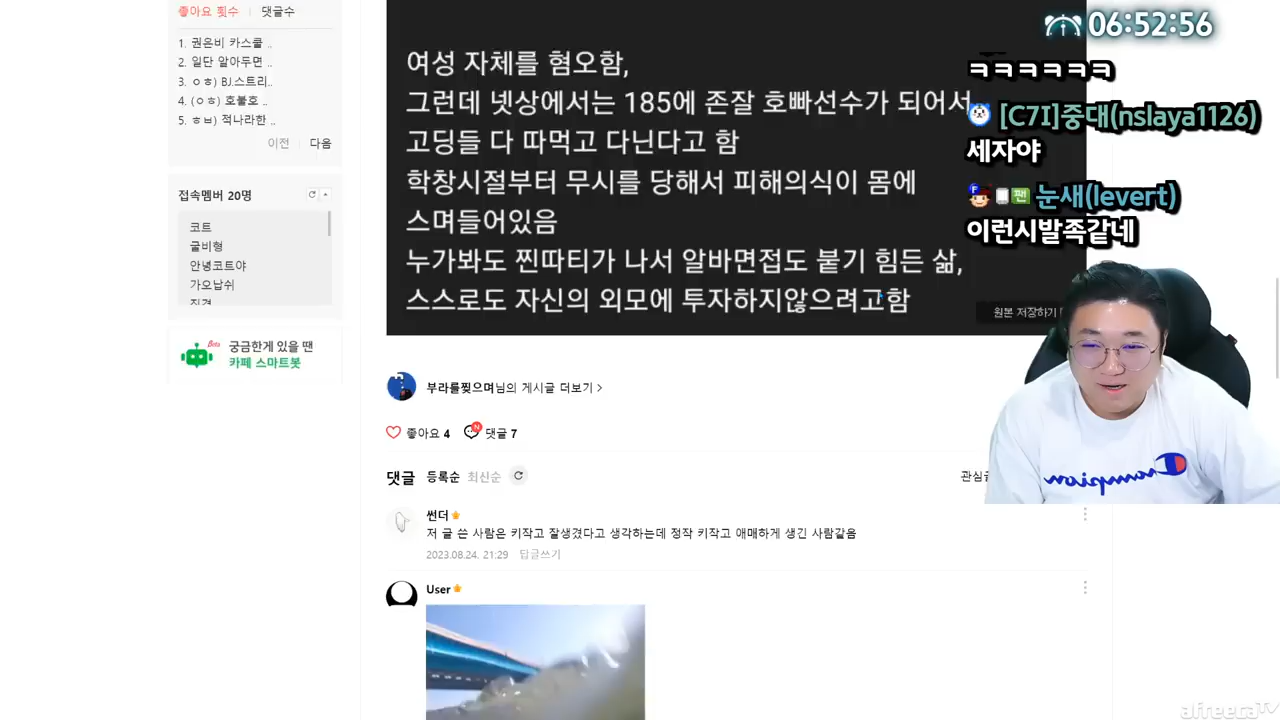 좋아요 횟수 댓글수
1. 권은비 카스쿨 ..
2. 일단 알아두면 ..
3. ㅇㅎ) BJ.스트리..
4. (ㅇㅎ) 호불호 ..
5. ㅎㅂ) 적나라한 ..
이전 다음
접속멤버 20명
코트
글비형
안녕코트야
가오납쉬
직격
Beta
궁금한게 있을 땐
카페 스마트봇
여성 자체를 혐오함,
그런데 넷상에서는 185에 존잘 호빠선수가 되어서
고딩들 다 따먹고 다닌다고 함
학창시절부터 무시를 당해서 피해의식이 몸에
스며들어있음
누가봐도 찐따티가 나서 알바면접도 붙기 힘든 삶,
스스로도 자신의 외모에 투자하지않으려고함
원본 저장하기
부라를찢으며님의 게시글 더보기 >
좋아요 4 N 댓글 7
댓글 등록순 최신순
관심글
썬더
저 글 쓴 사람은 키작고 잘생겼다고 생각하는데 정작 키작고 애매하게 생긴 사람같음
2023.08.24. 21:29 답글쓰기
User
06:52:56
ㅋㅋㅋㅋㅋㅋ
[C7I]중대(nslaya1126)
세자야
F 팬 눈새(levert)
이런시발족같네
Champion
afreecaTV